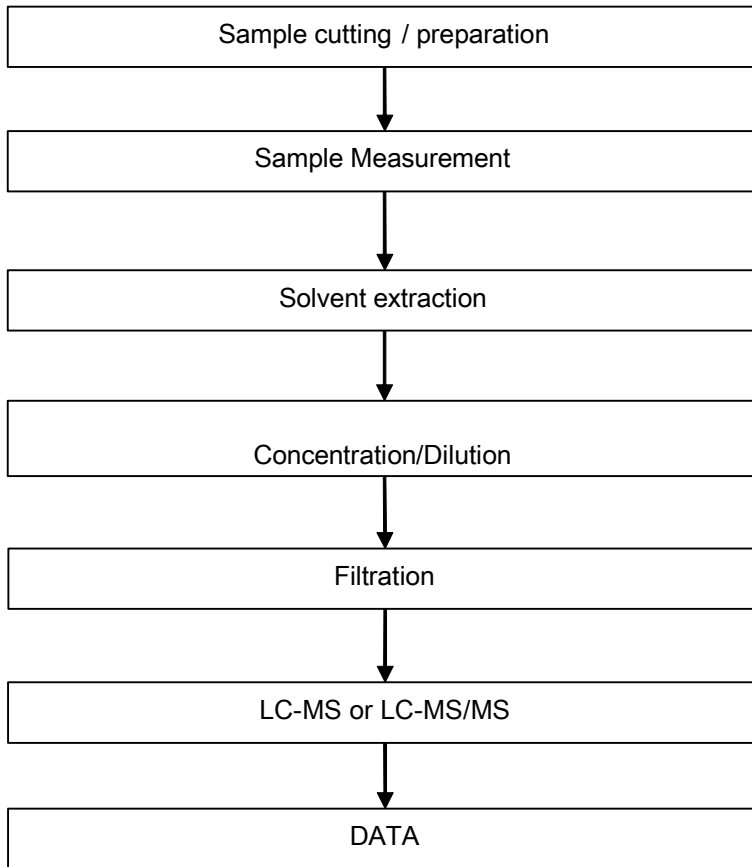 Sample cutting / preparation
Sample Measurement
Solvent extraction
Concentration/Dilution
Filtration
LC-MS or LC-MS/MS
DATA